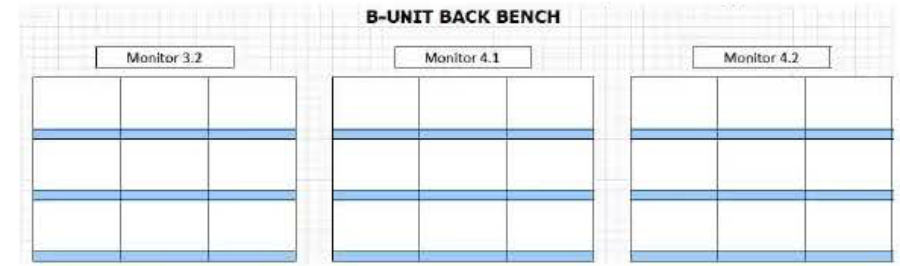 B-UNIT BACK BENCH
Monitor 3.2
Monitor 4.1
Monitor 4.2